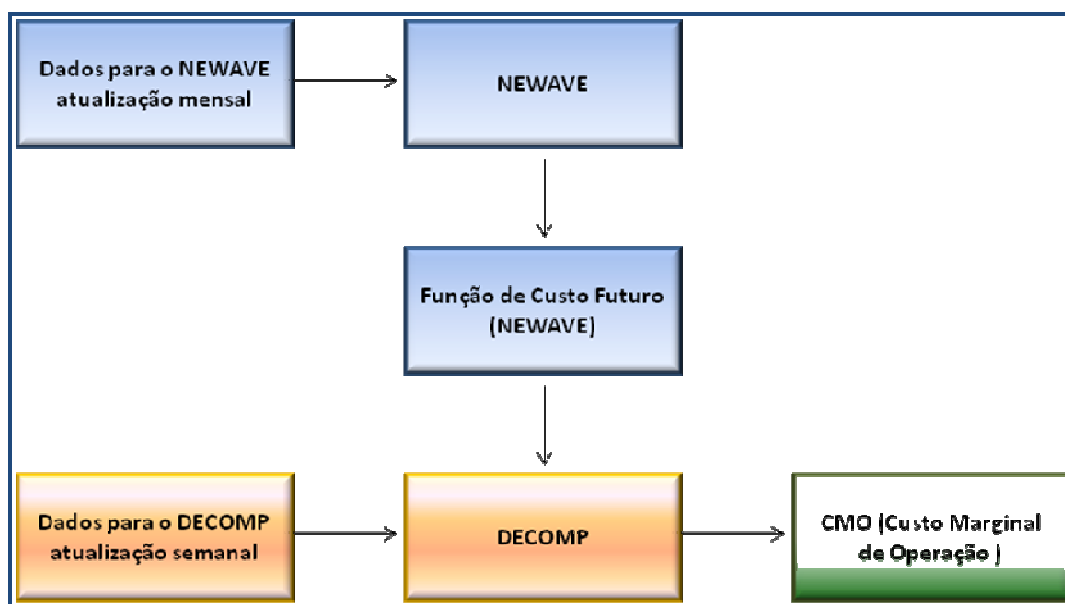 Dados para o NEWAVE
atualização mensal
NEWAVE
Função de Custo Futuro
(NEWAVE)
Dados para o DECOMP
atualização semanal
DECOMP
CMO (Custo Marginal
de Operação )